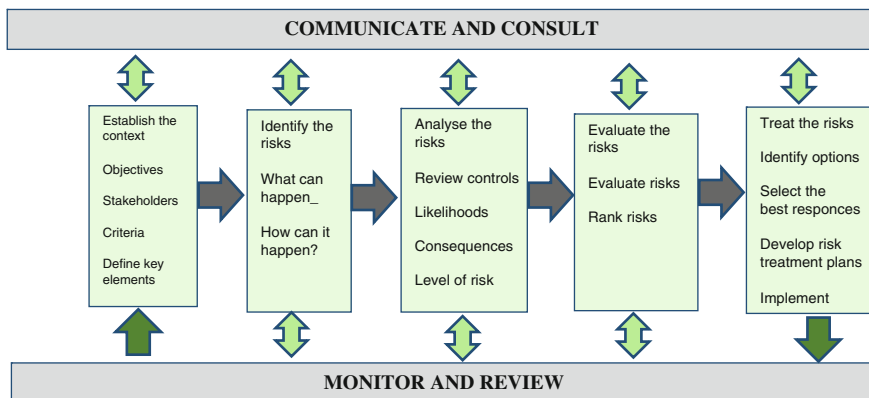 COMMUNICATE AND CONSULT
Establish the
context
Objectives
Stakeholders
Criteria
Define key
elements
Identify the
risks
What can
happen_
How can it
happen?
Analyse the
risks
Review controls
Likelihoods
Consequences
Level of risk
Evaluate the
risks
Evaluate risks
Rank risks
Treat the risks
Identify options
Select the
best responces
Develop risk
treatment plans
Implement
MONITOR AND REVIEW